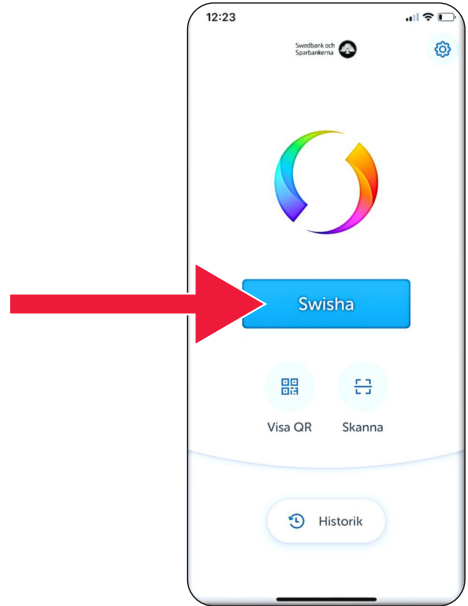 12:23
Swedbank och
Sparbankerna
Swisha
Visa QR
Skanna
Historik